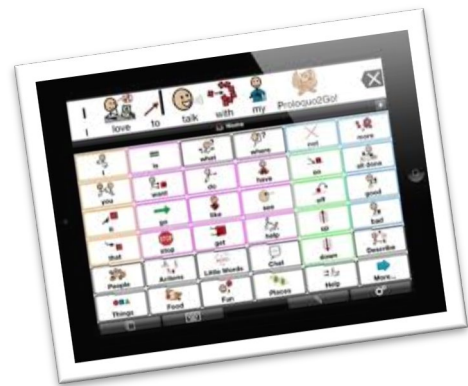 I love to talk with my Proloquo2Go!
Home
I is what where not more
you want do have on all done
it go like see off good
that stop get help up bad
People Actions Little Words Chat down Describe
Things Food Fun Places Help More...